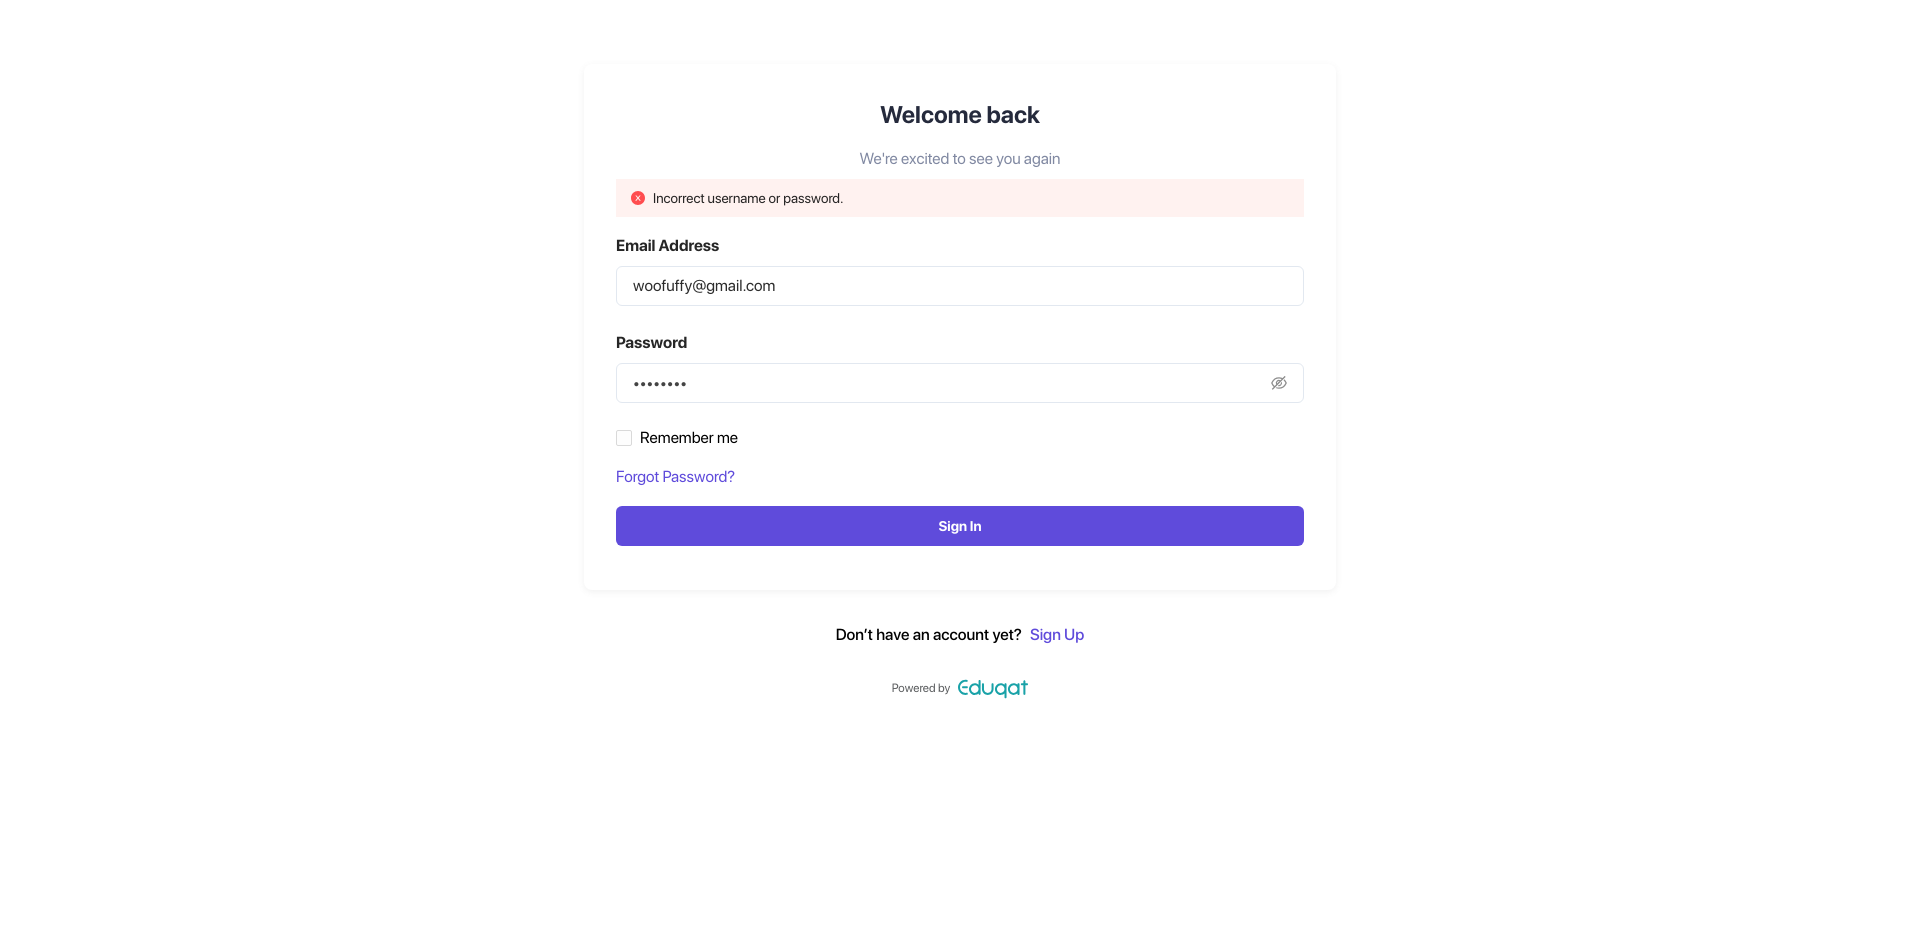 Welcome back
We're excited to see you again
Incorrect username or password.
Email Address
woofuffy@gmail.com
Password
••••••••
Remember me
Forgot Password?
Sign In
Don’t have an account yet? Sign Up
Powered by Eduqat